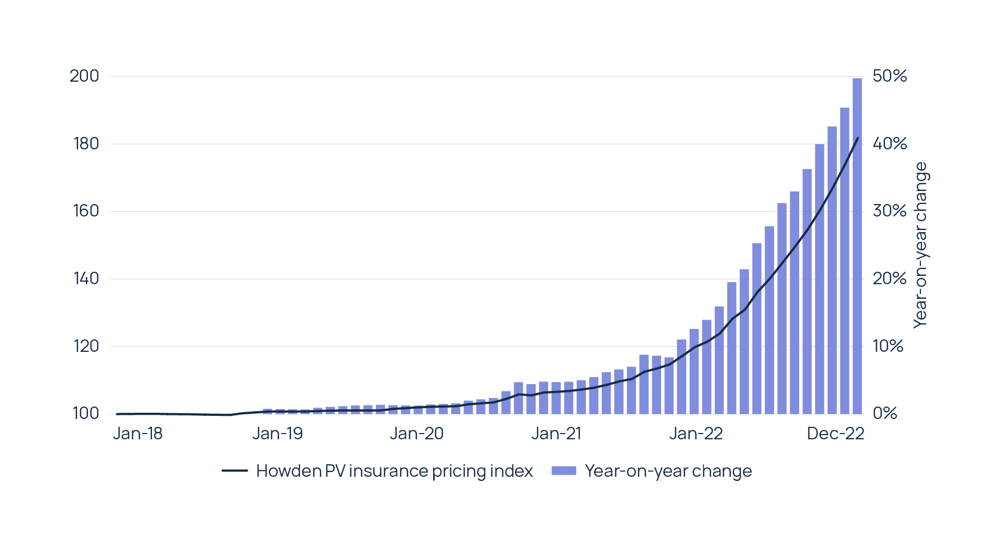 200
180
160
140
120
100
50%
40%
30%
20%
10%
0%
Year-on-year change
Jan-18
Jan-19
Jan-20
Jan-21
Jan-22
Dec-22
Howden PV insurance pricing index
Year-on-year change